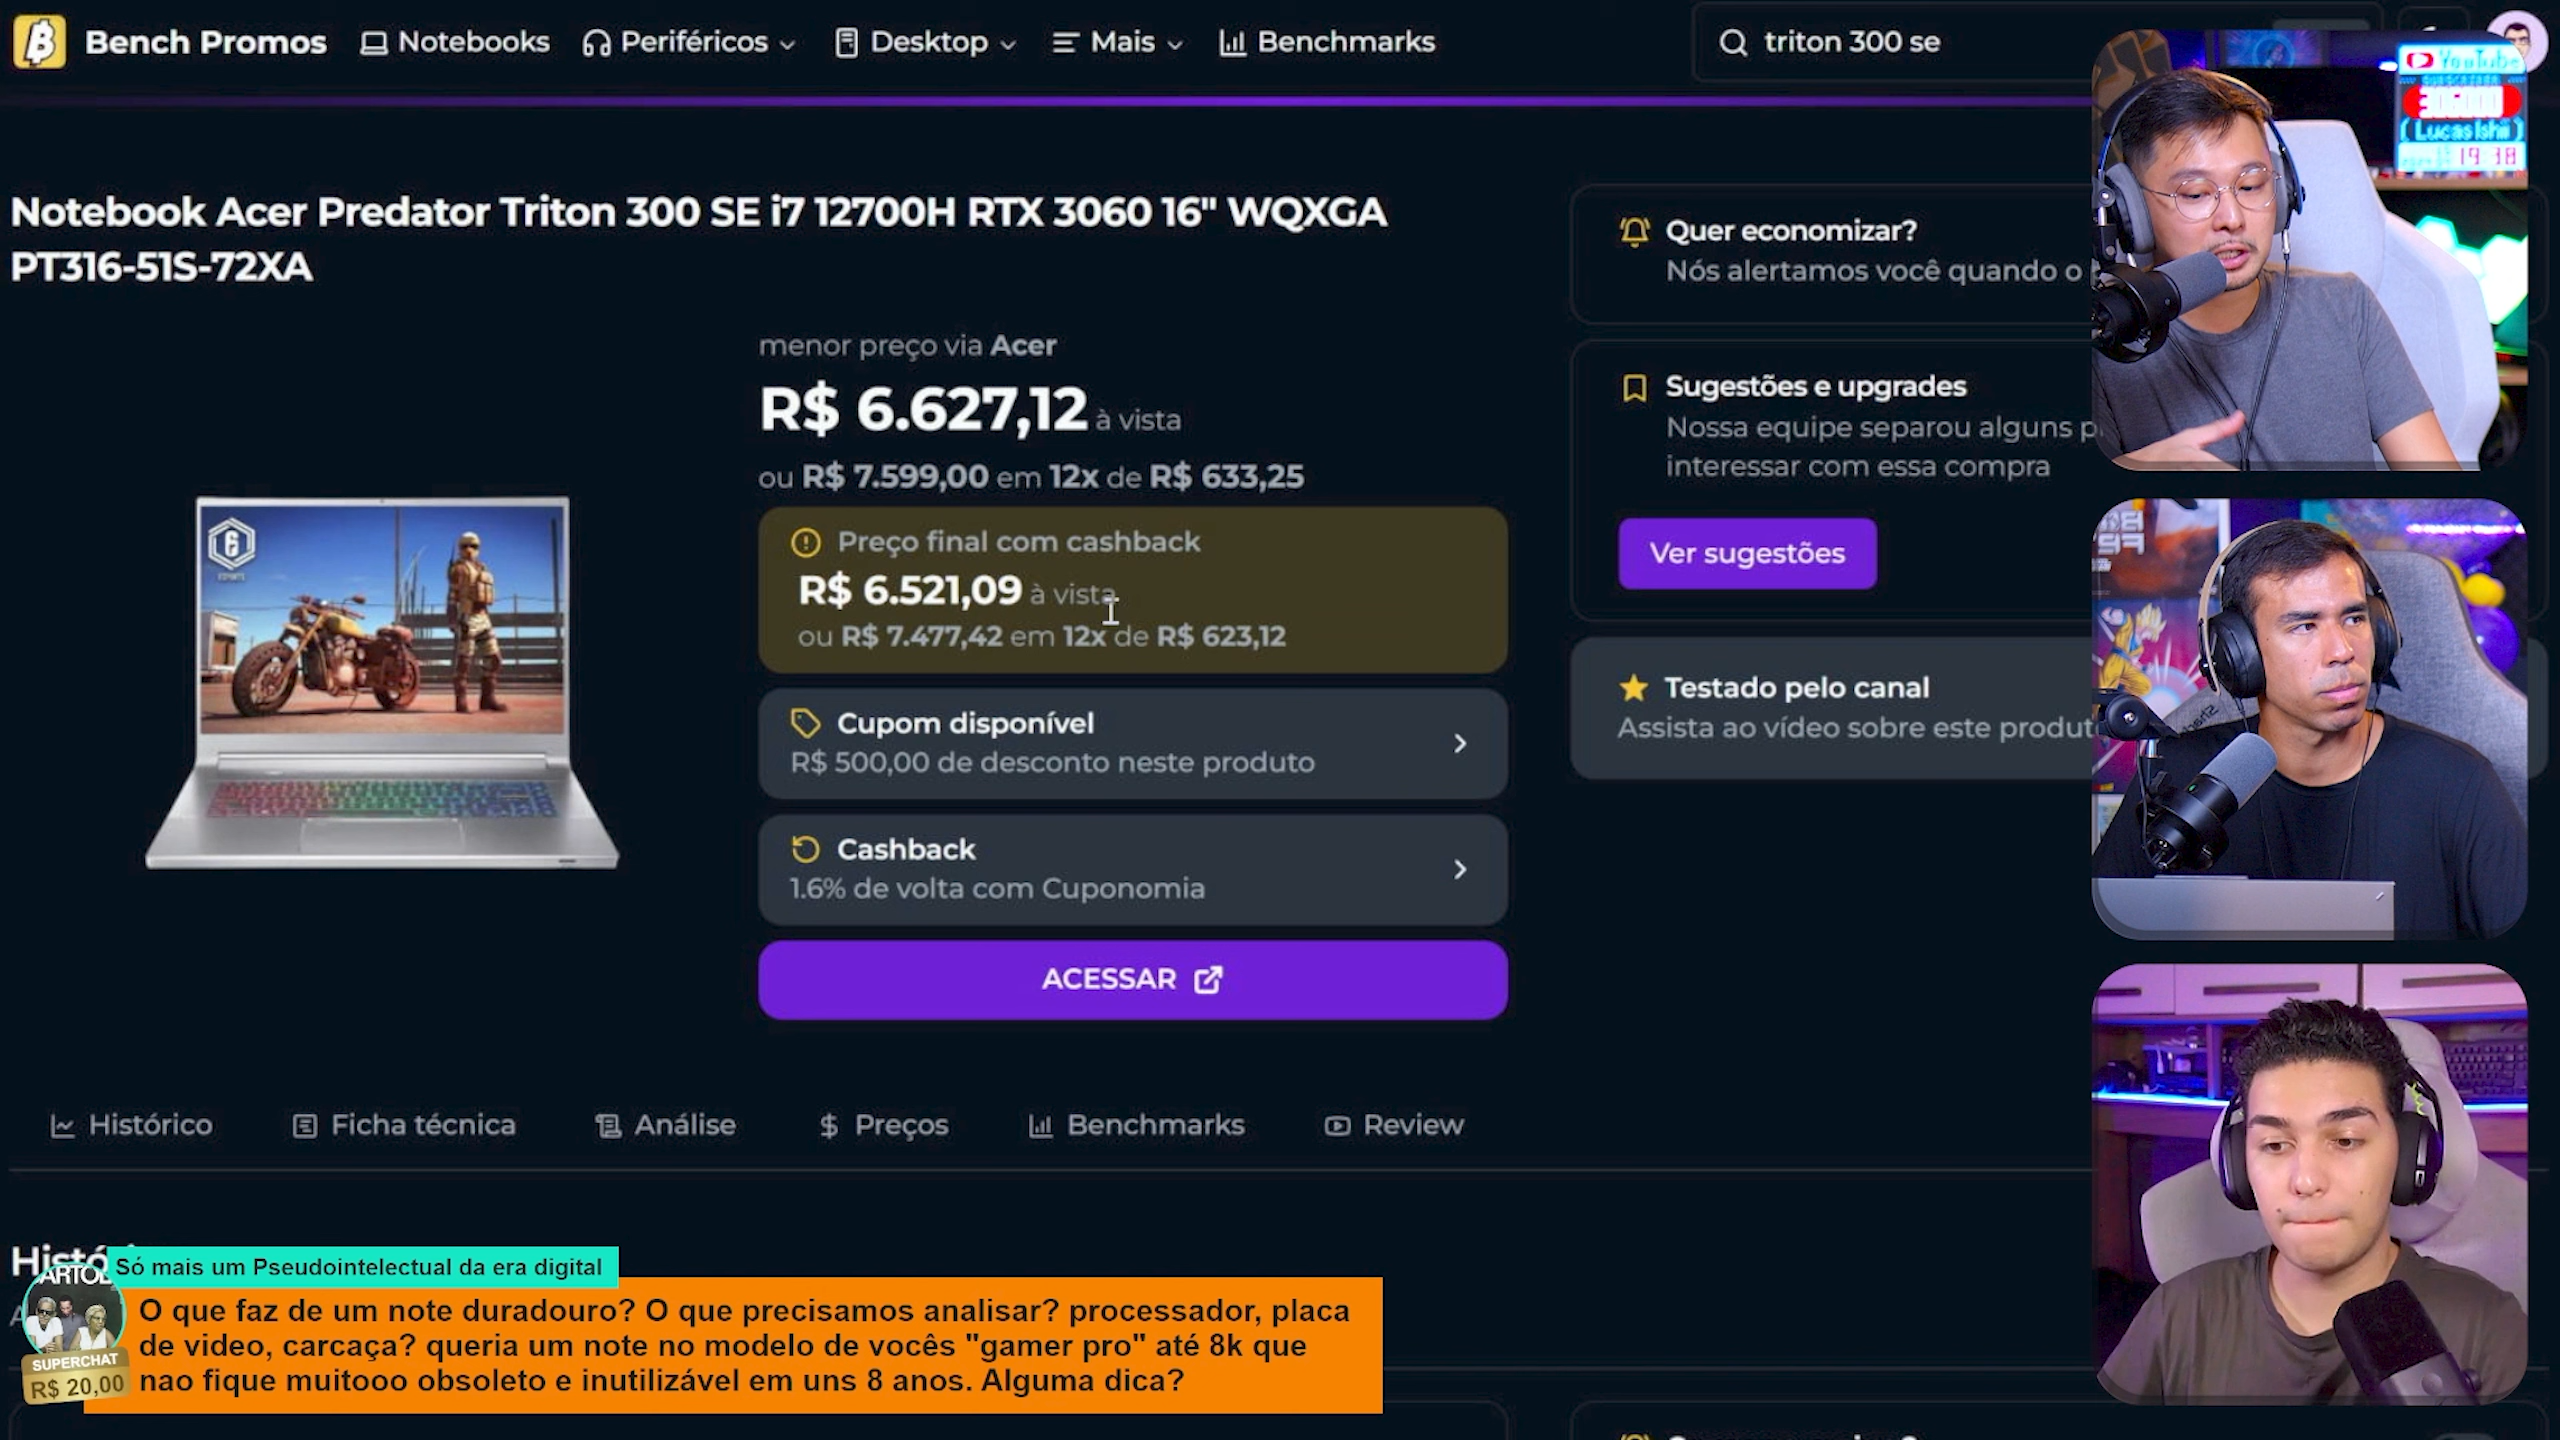 Bench Promos
Notebooks
Periféricos
Desktop
Mais
Benchmarks
triton 300 se
YouTube
(LucasIshii)
19:38
Notebook Acer Predator Triton 300 SE i7 12700H RTX 3060 16" WQXGA
PT316-51S-72XA
menor preço via Acer
R$ 6.627,12 à vista
ou R$ 7.599,00 em 12x de R$ 633,25
Preço final com cashback
R$ 6.521,09 à vista
ou R$ 7.477,42 em 12x de R$ 623,12
Cupom disponível
R$ 500,00 de desconto neste produto
Cashback
1.6% de volta com Cuponomia
ACESSAR
Quer economizar?
Nós alertamos você quando o
Sugestões e upgrades
Nossa equipe separou alguns
interessar com essa compra
Ver sugestões
Testado pelo canal
Assista ao vídeo sobre este
Histórico
Ficha técnica
Análise
Preços
Benchmarks
Review
Só mais um Pseudointelectual da era digital
O que faz de um note duradouro? O que precisamos analisar? processador, placa
de video, carcaça? queria um note no modelo de vocês "gamer pro" até 8k que
nao fique muitooo obsoleto e inutilizável em uns 8 anos. Alguma dica?
SUPERCHAT
R$ 20,00